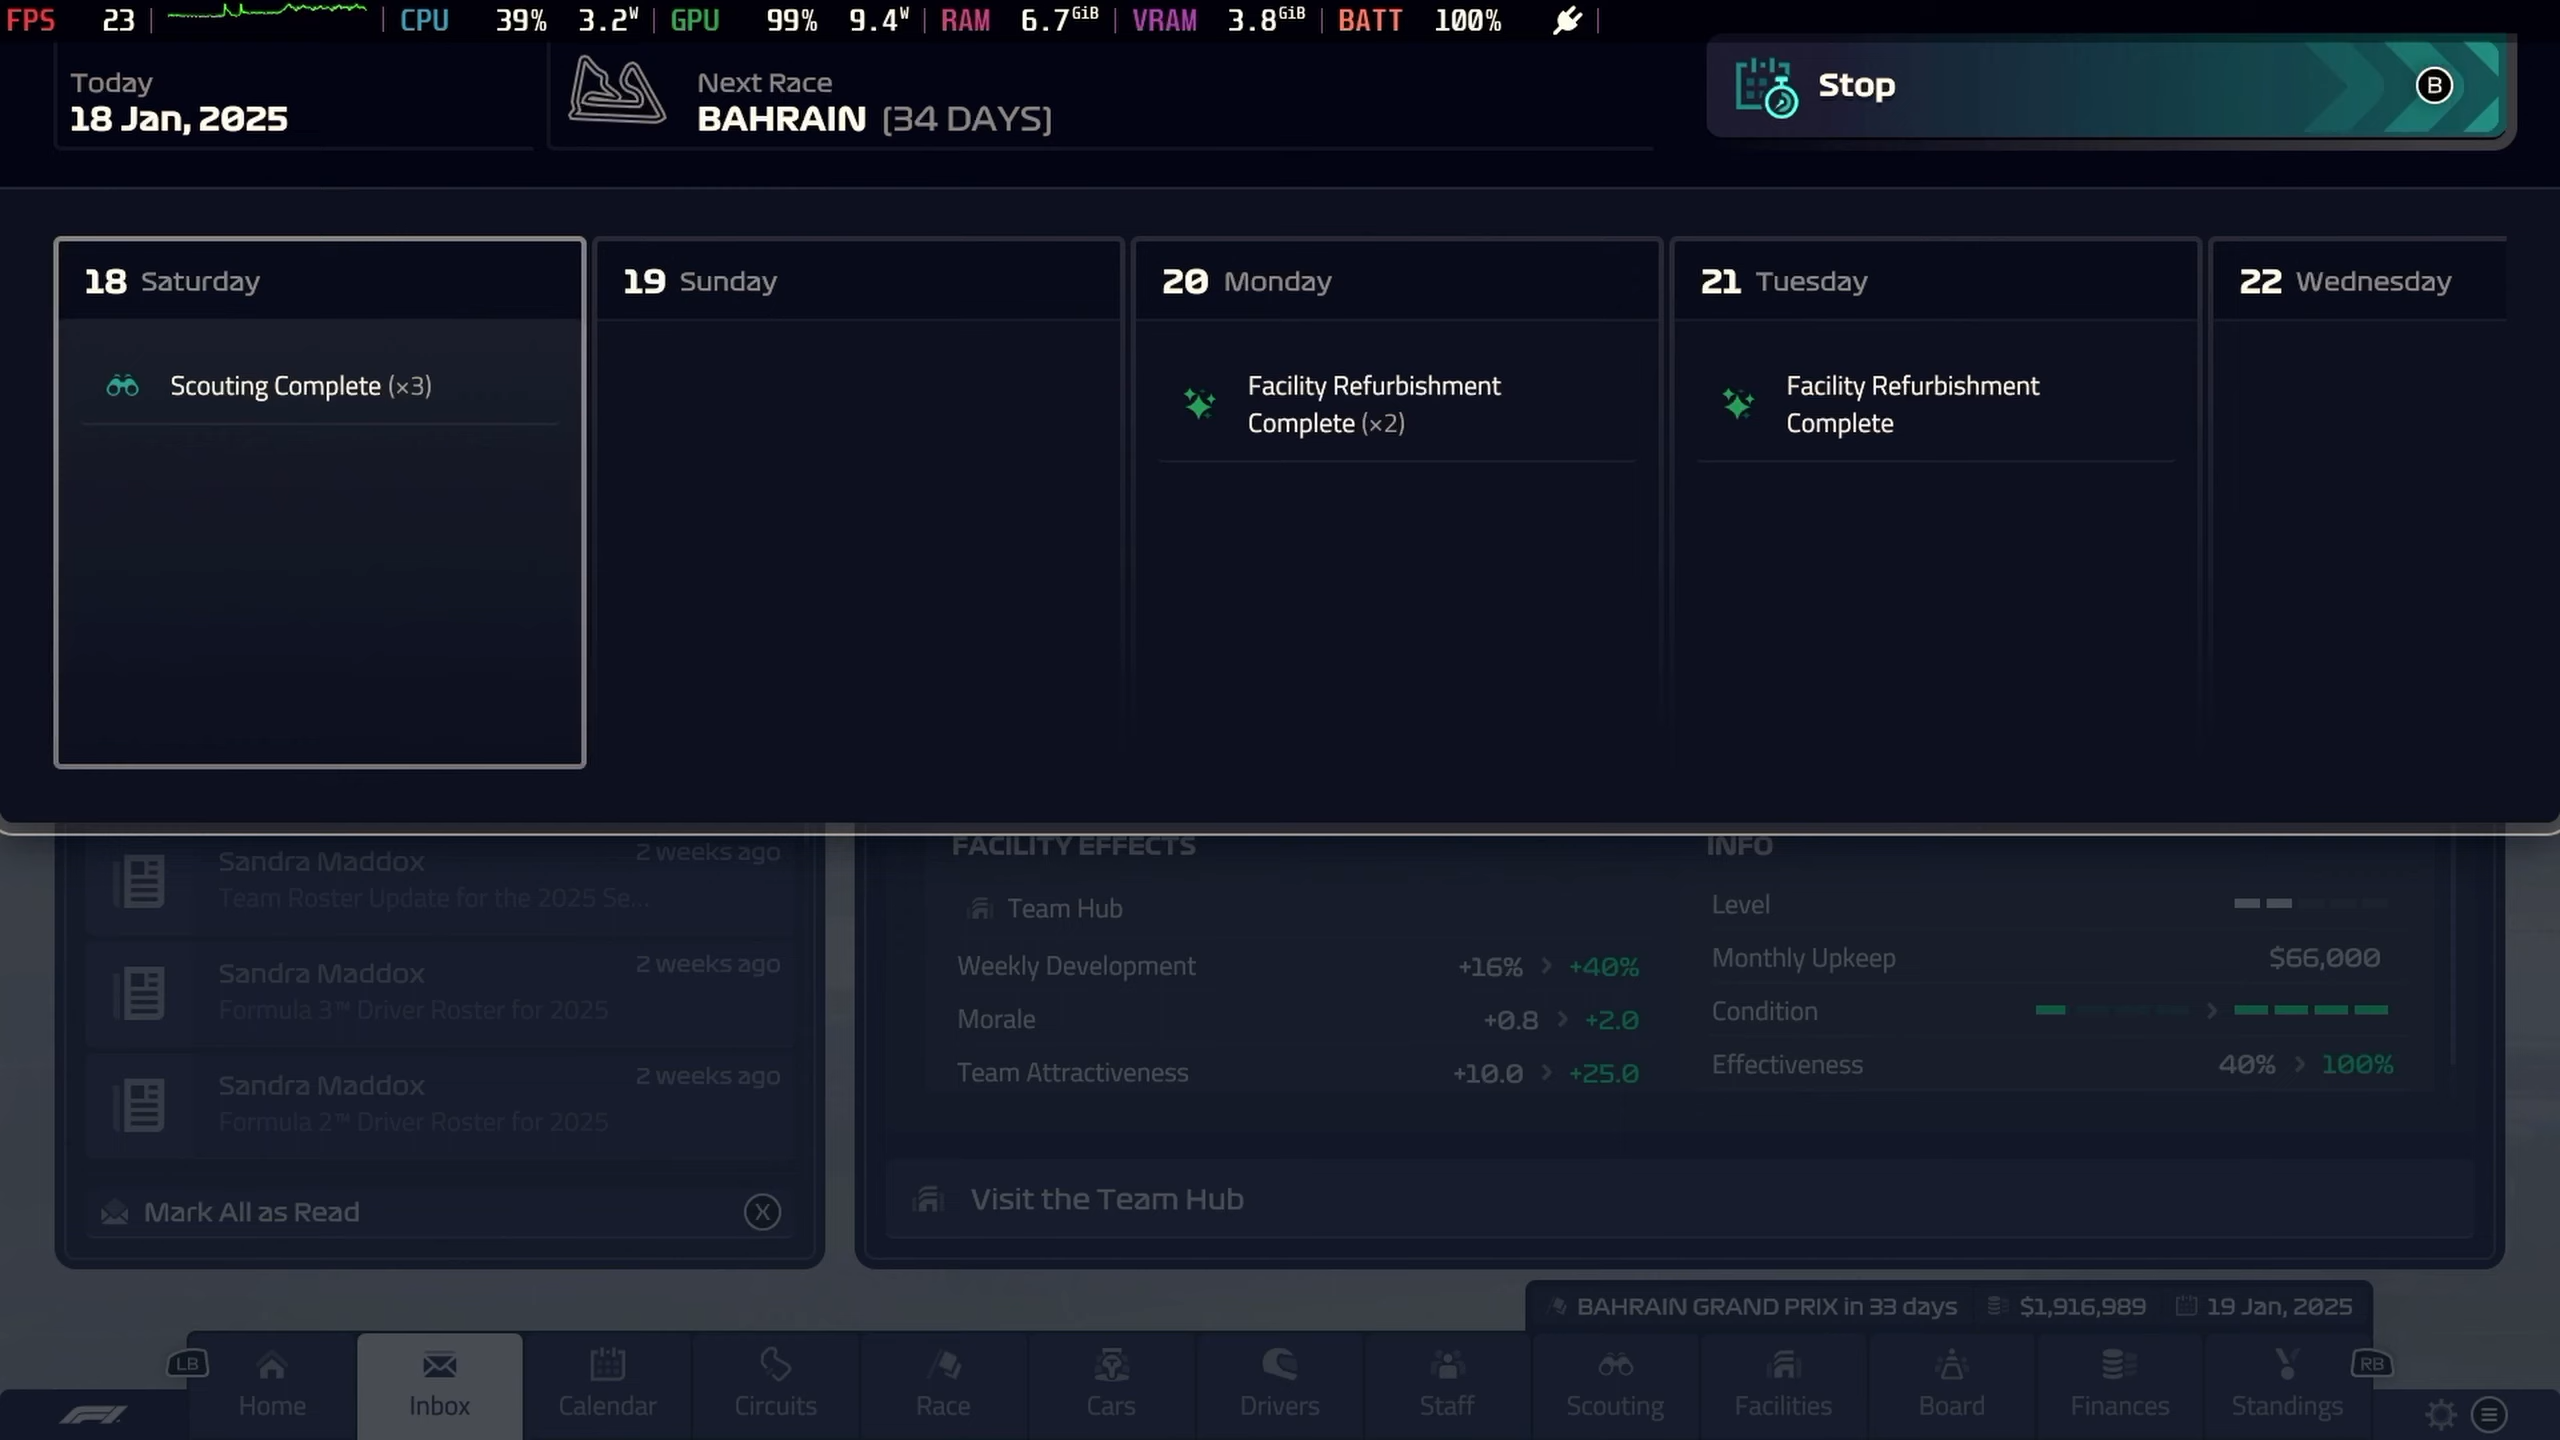 FPS 23 CPU 39% 3.2W GPU 99% 9.4W RAM 6.7GiB VRAM 3.8GiB BATT 100%
Today
18 Jan, 2025
Next Race
BAHRAIN [34 DAYS]
Stop
B
18 Saturday
19 Sunday
20 Monday
21 Tuesday
22 Wednesday
Scouting Complete (×3)
Facility Refurbishment
Complete (×2)
Facility Refurbishment
Complete
Sandra Maddox
2 weeks ago
Team Roster Update for the 2025 Se...
Sandra Maddox
2 weeks ago
Formula 3™ Driver Roster for 2025
Sandra Maddox
2 weeks ago
Formula 2™ Driver Roster for 2025
Mark All as Read
X
FACILITY EFFECTS
Team Hub
Weekly Development +16% > +40%
Morale +0.8 > +2.0
Team Attractiveness +10.0 > +25.0
INFO
Level
Monthly Upkeep $66,000
Condition >
Effectiveness 40% > 100%
Visit the Team Hub
BAHRAIN GRAND PRIX in 33 days $1,916,989 19 Jan, 2025
LB
Home
Inbox
Calendar
Circuits
Race
Cars
Drivers
Staff
Scouting
Facilities
Board
Finances
Standings
RB
F1